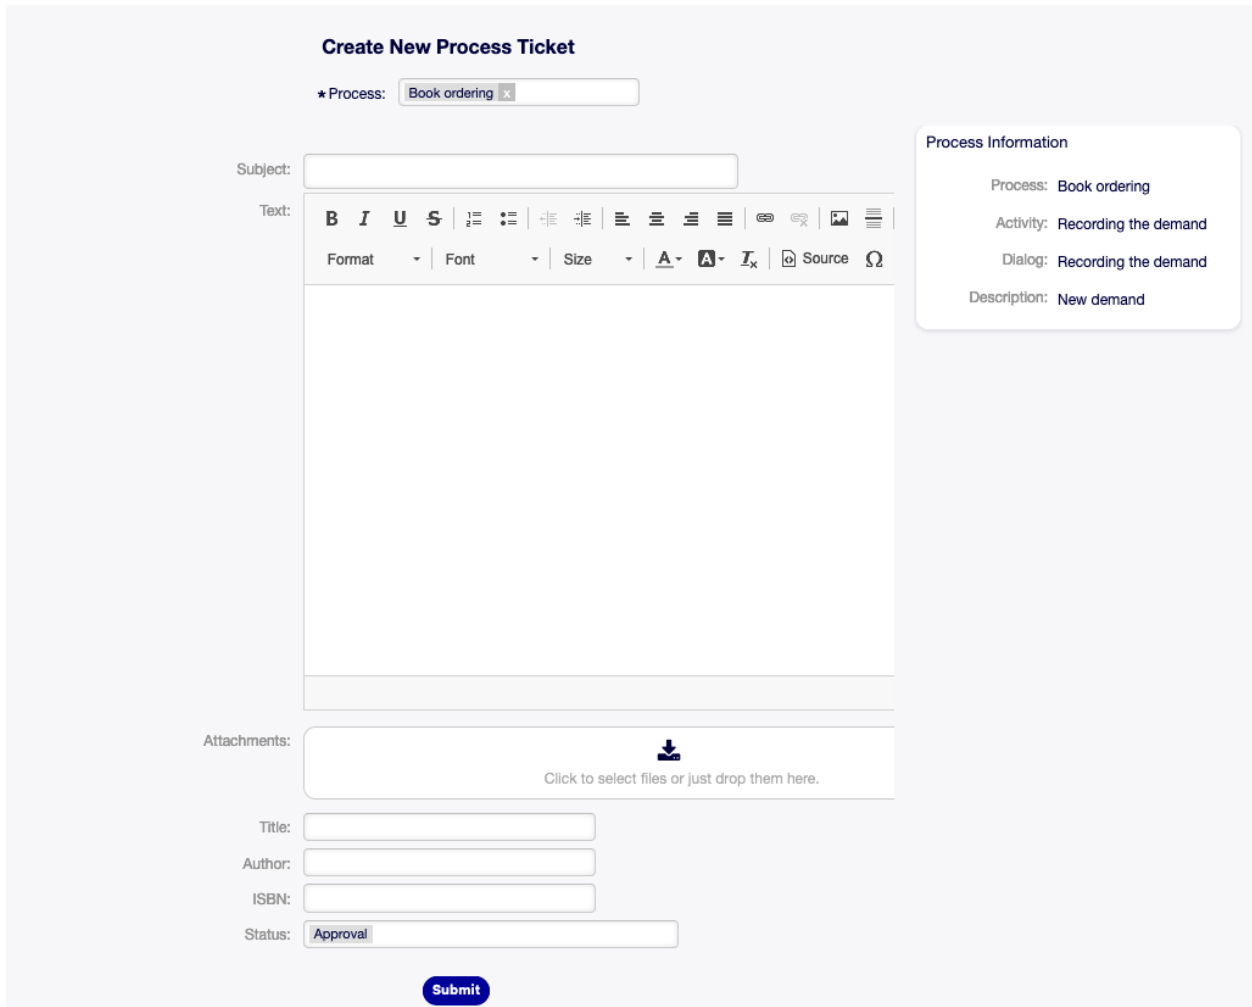 Create New Process Ticket
* Process: Book ordering x
Process Information
Process: Book ordering
Activity: Recording the demand
Dialog: Recording the demand
Description: New demand
Subject:
Text:
B I U S
Format Font Size A A Tx Source Ω
Attachments:
Click to select files or just drop them here.
Title:
Author:
ISBN:
Status: Approval
Submit